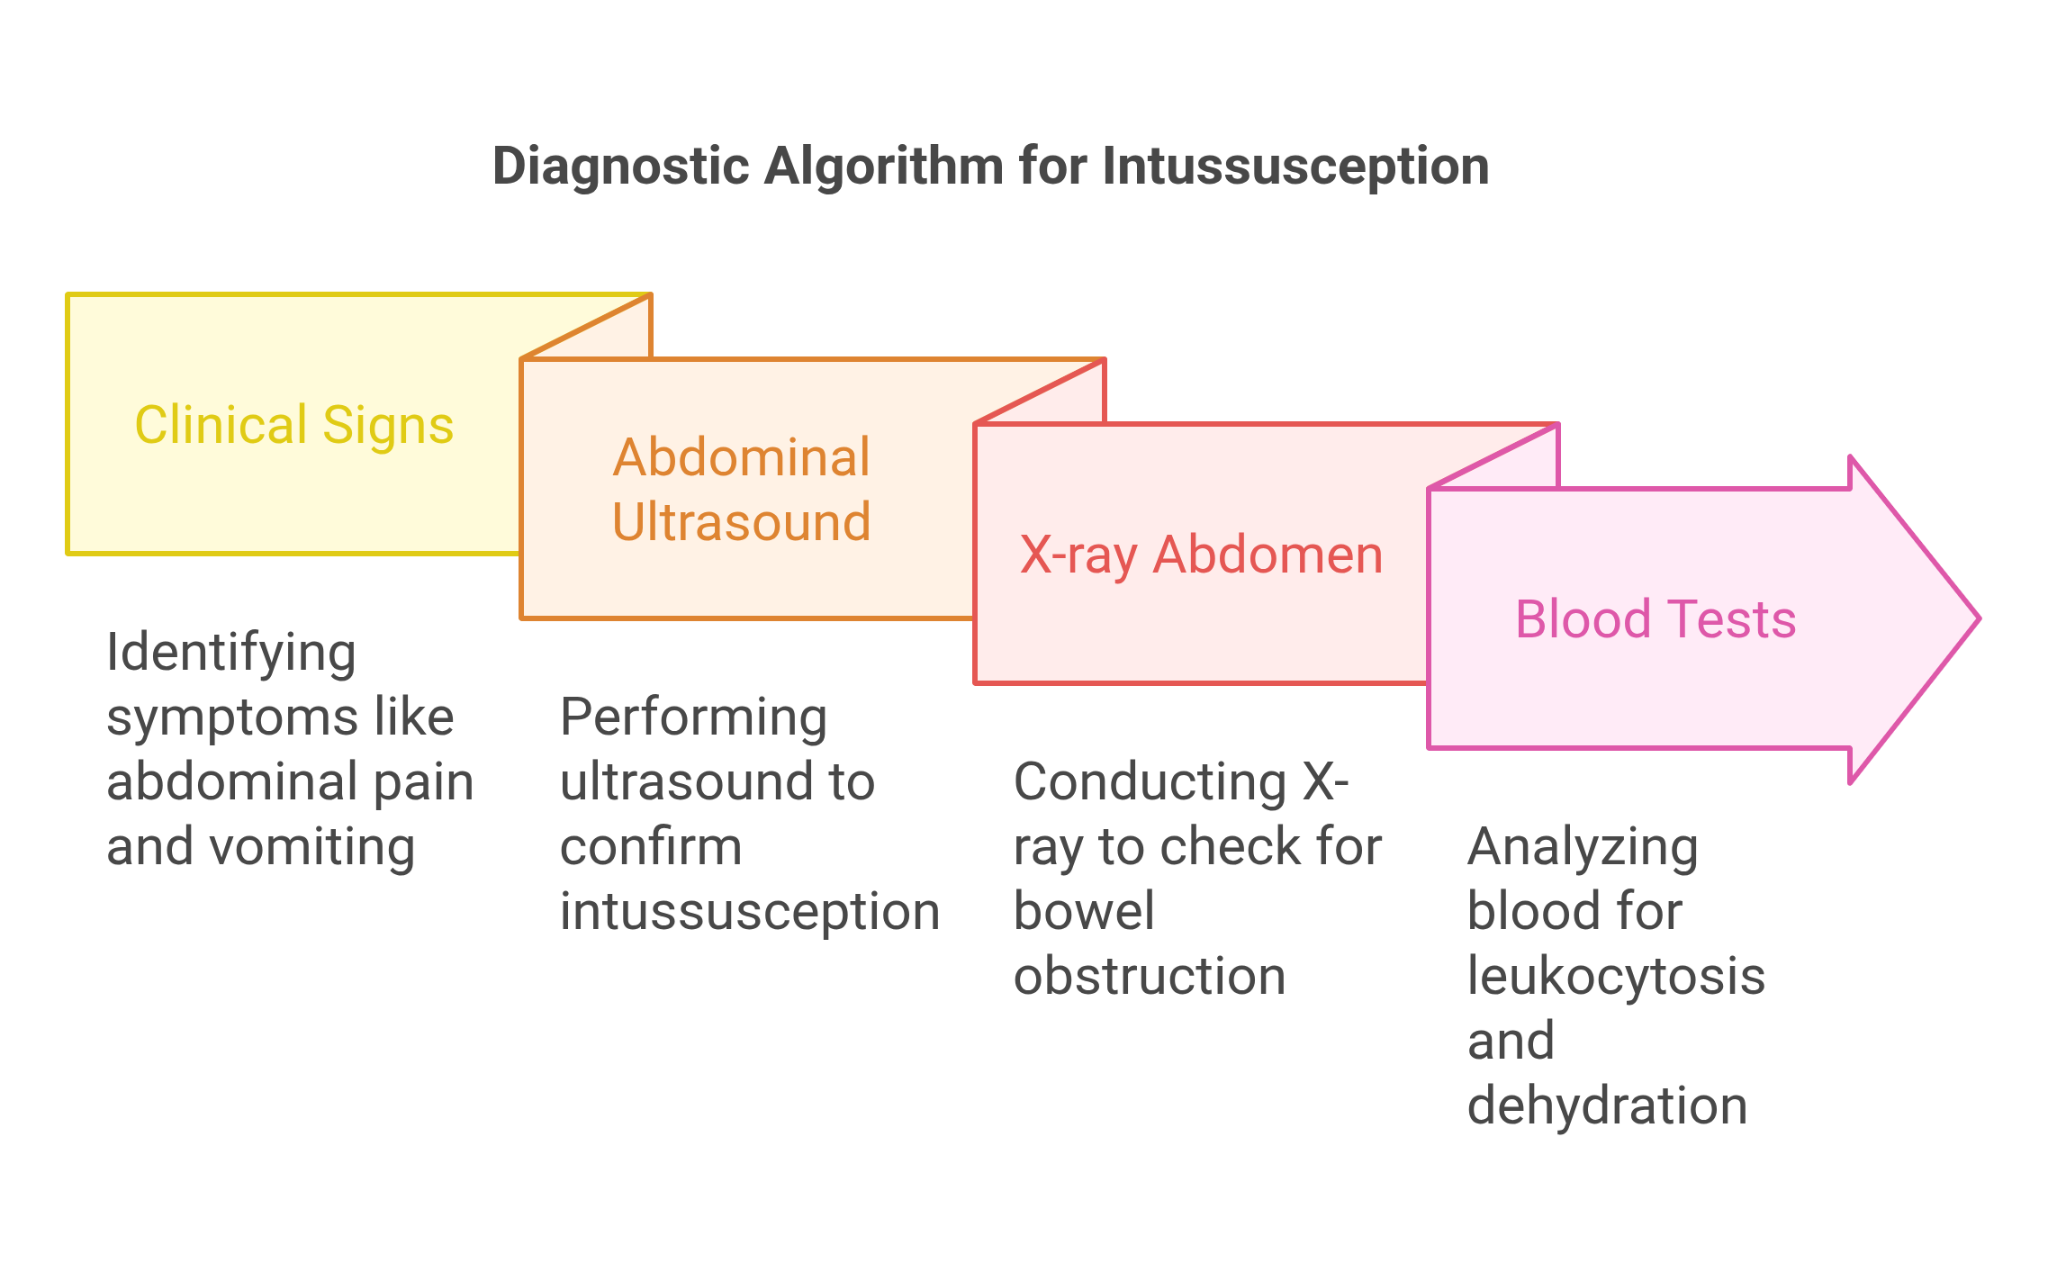 Diagnostic Algorithm for Intussusception
Clinical Signs
Identifying
symptoms like
abdominal pain
and vomiting
Abdominal
Ultrasound
Performing
ultrasound to
confirm
intussusception
X-ray Abdomen
Conducting X-
ray to check for
bowel
obstruction
Blood Tests
Analyzing
blood for
leukocytosis
and
dehydration